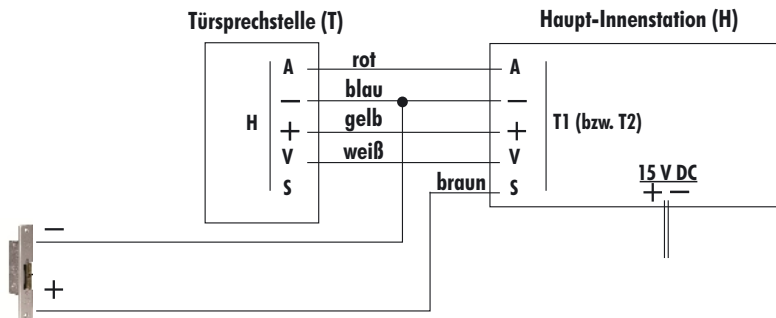 Türsprechstelle (T)
Haupt-Innenstation (H)
A rot A
− blau −
H + gelb + T1 (bzw. T2)
V weiß V
S braun S
15 V DC
+ −
−
+